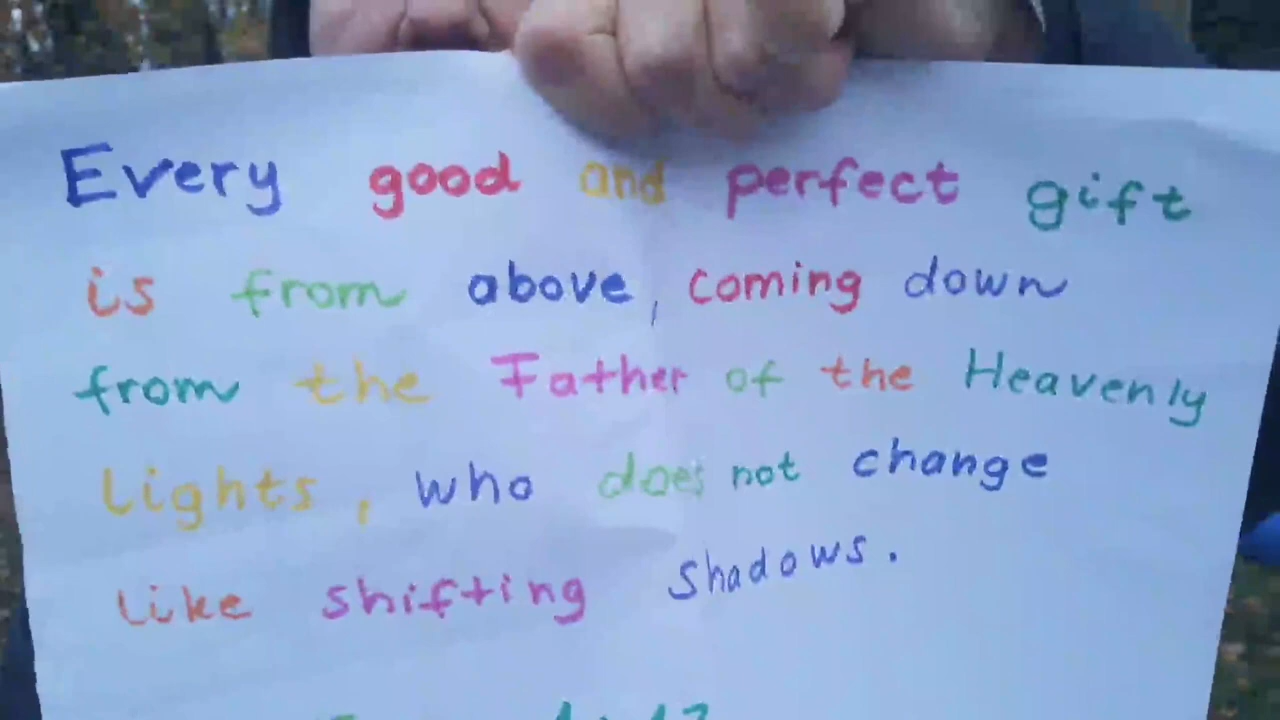 Every good and perfect gift
is from above, coming down
from the Father of the Heavenly
Lights, who does not change
like shifting shadows.